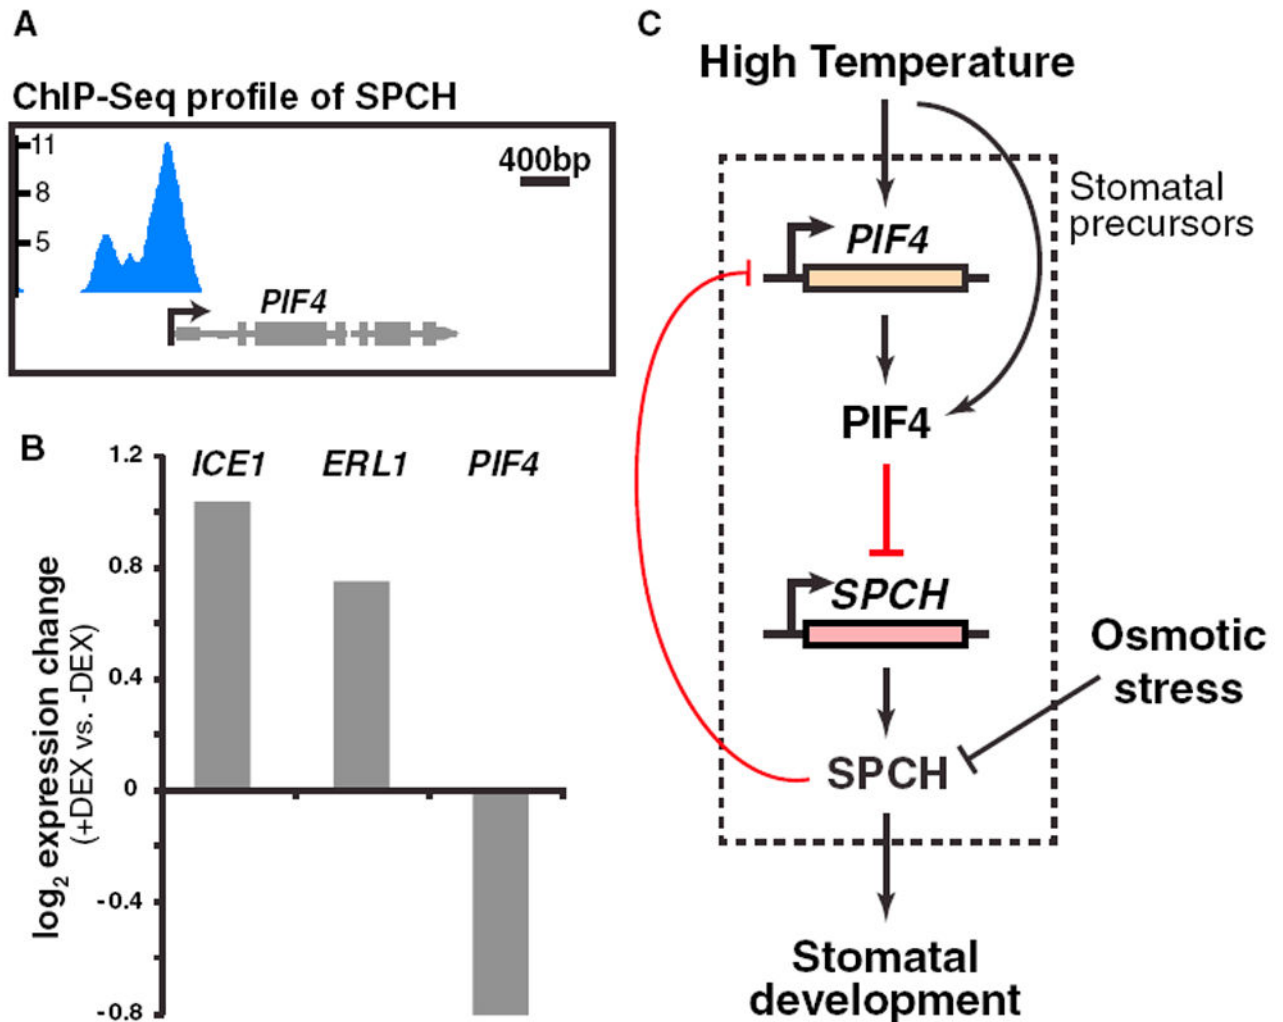 A
ChIP-Seq profile of SPCH
11
8
5
400bp
PIF4
B
ICE1 ERL1 PIF4
1.2
0.8
0.4
0
-0.4
-0.8
log2 expression change
(+DEX vs. -DEX)
C
High Temperature
Stomatal
precursors
PIF4
PIF4
SPCH
Osmotic
stress
SPCH
Stomatal
development